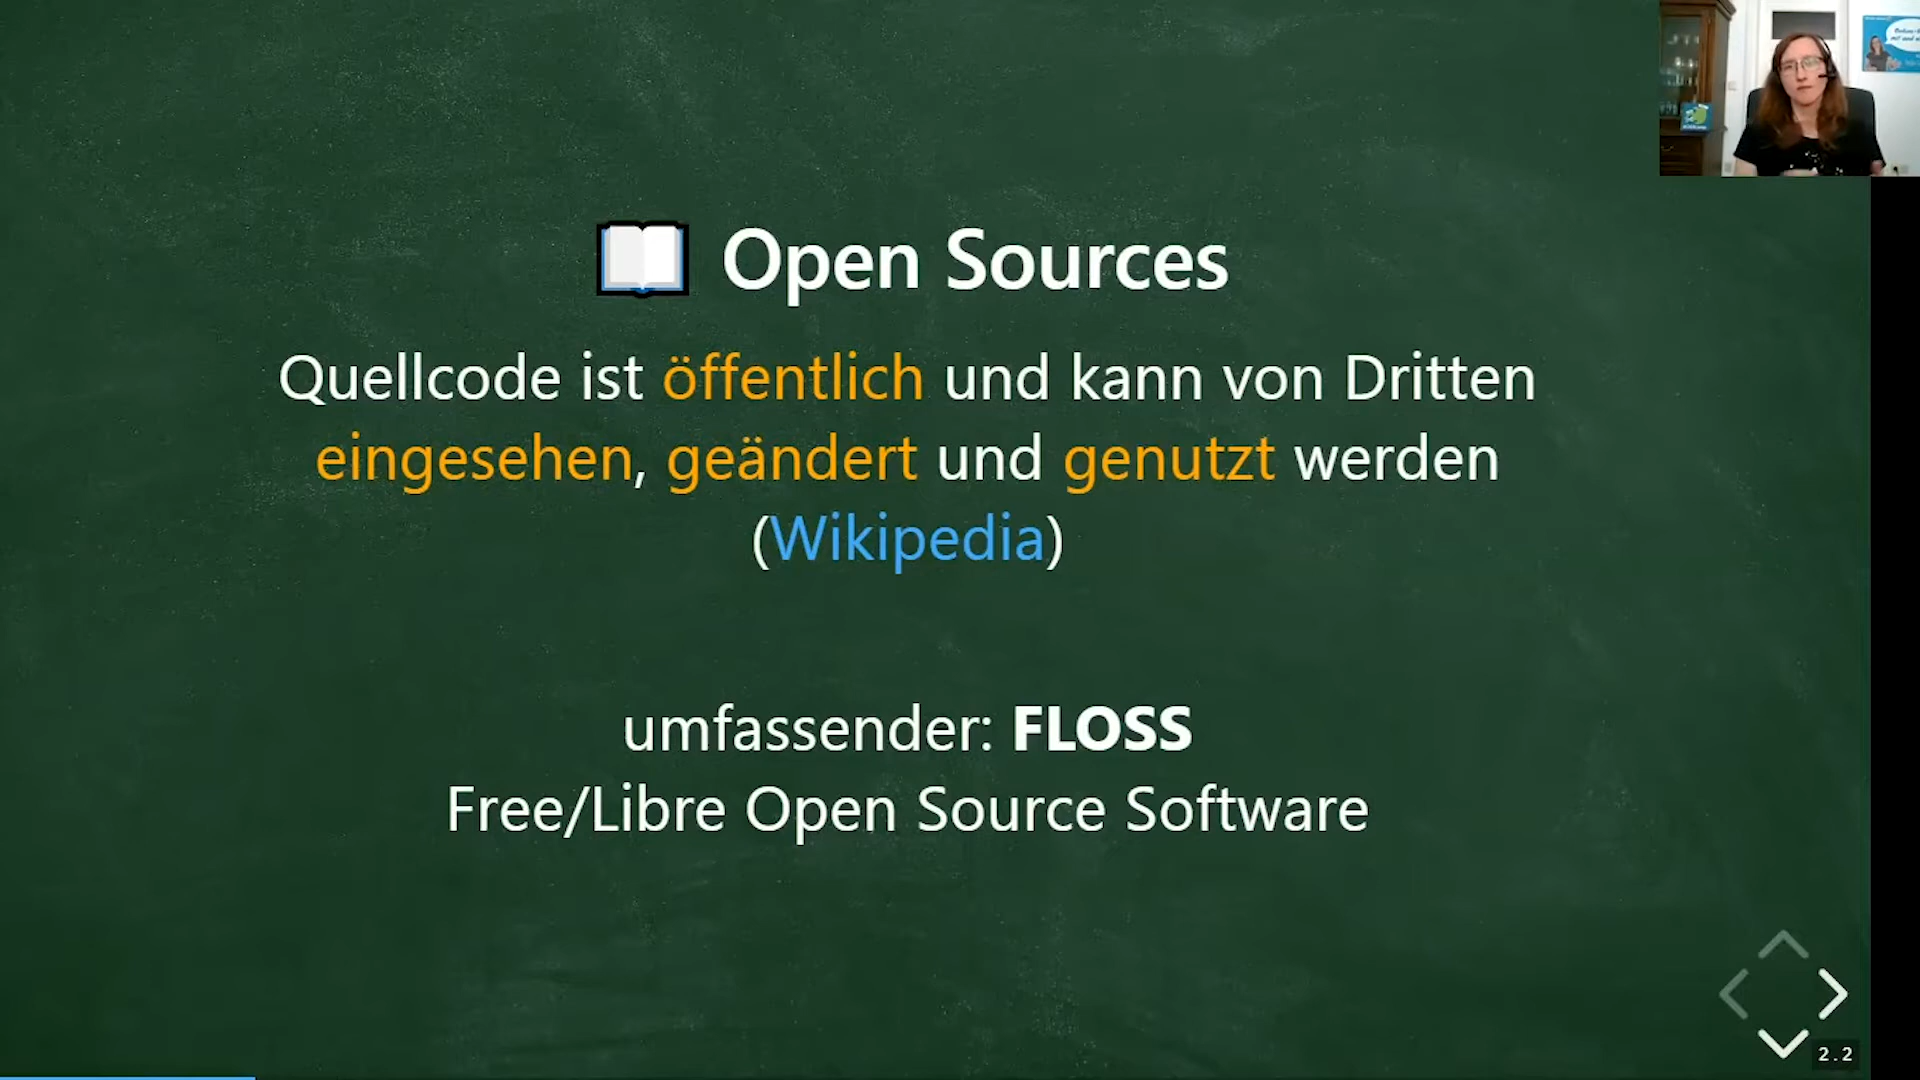 Open Sources
Quellcode ist öffentlich und kann von Dritten
eingesehen, geändert und genutzt werden
(Wikipedia)
umfassender: FLOSS
Free/Libre Open Source Software
2.2